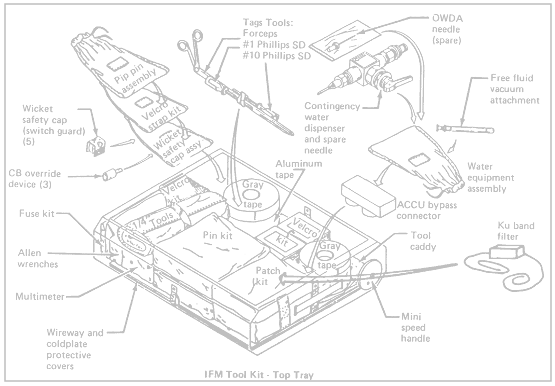 Tags Tools:
Forceps
#1 Phillips SD
#10 Phillips SD
OWDA
needle
(spare)
Pip pin
assembly
Velcro
strap kit
Wicket
safety
cap assy
Wicket
safety cap
(switch guard)
(5)
CB override
device (3)
Contingency
water
dispenser
and spare
needle
Free fluid
vacuum
attachment
Water
equipment
assembly
Aluminum
tape
ACCU bypass
connector
Velcro
kit
Gray
tape
1/4
Tools
Pin kit
Velcro
kit
Gray
tape
Patch
kit
Fuse kit
Allen
wrenches
Multimeter
Wireway and
coldplate
protective
covers
Tool
caddy
Ku band
filter
Mini
speed
handle
IFM Tool Kit - Top Tray